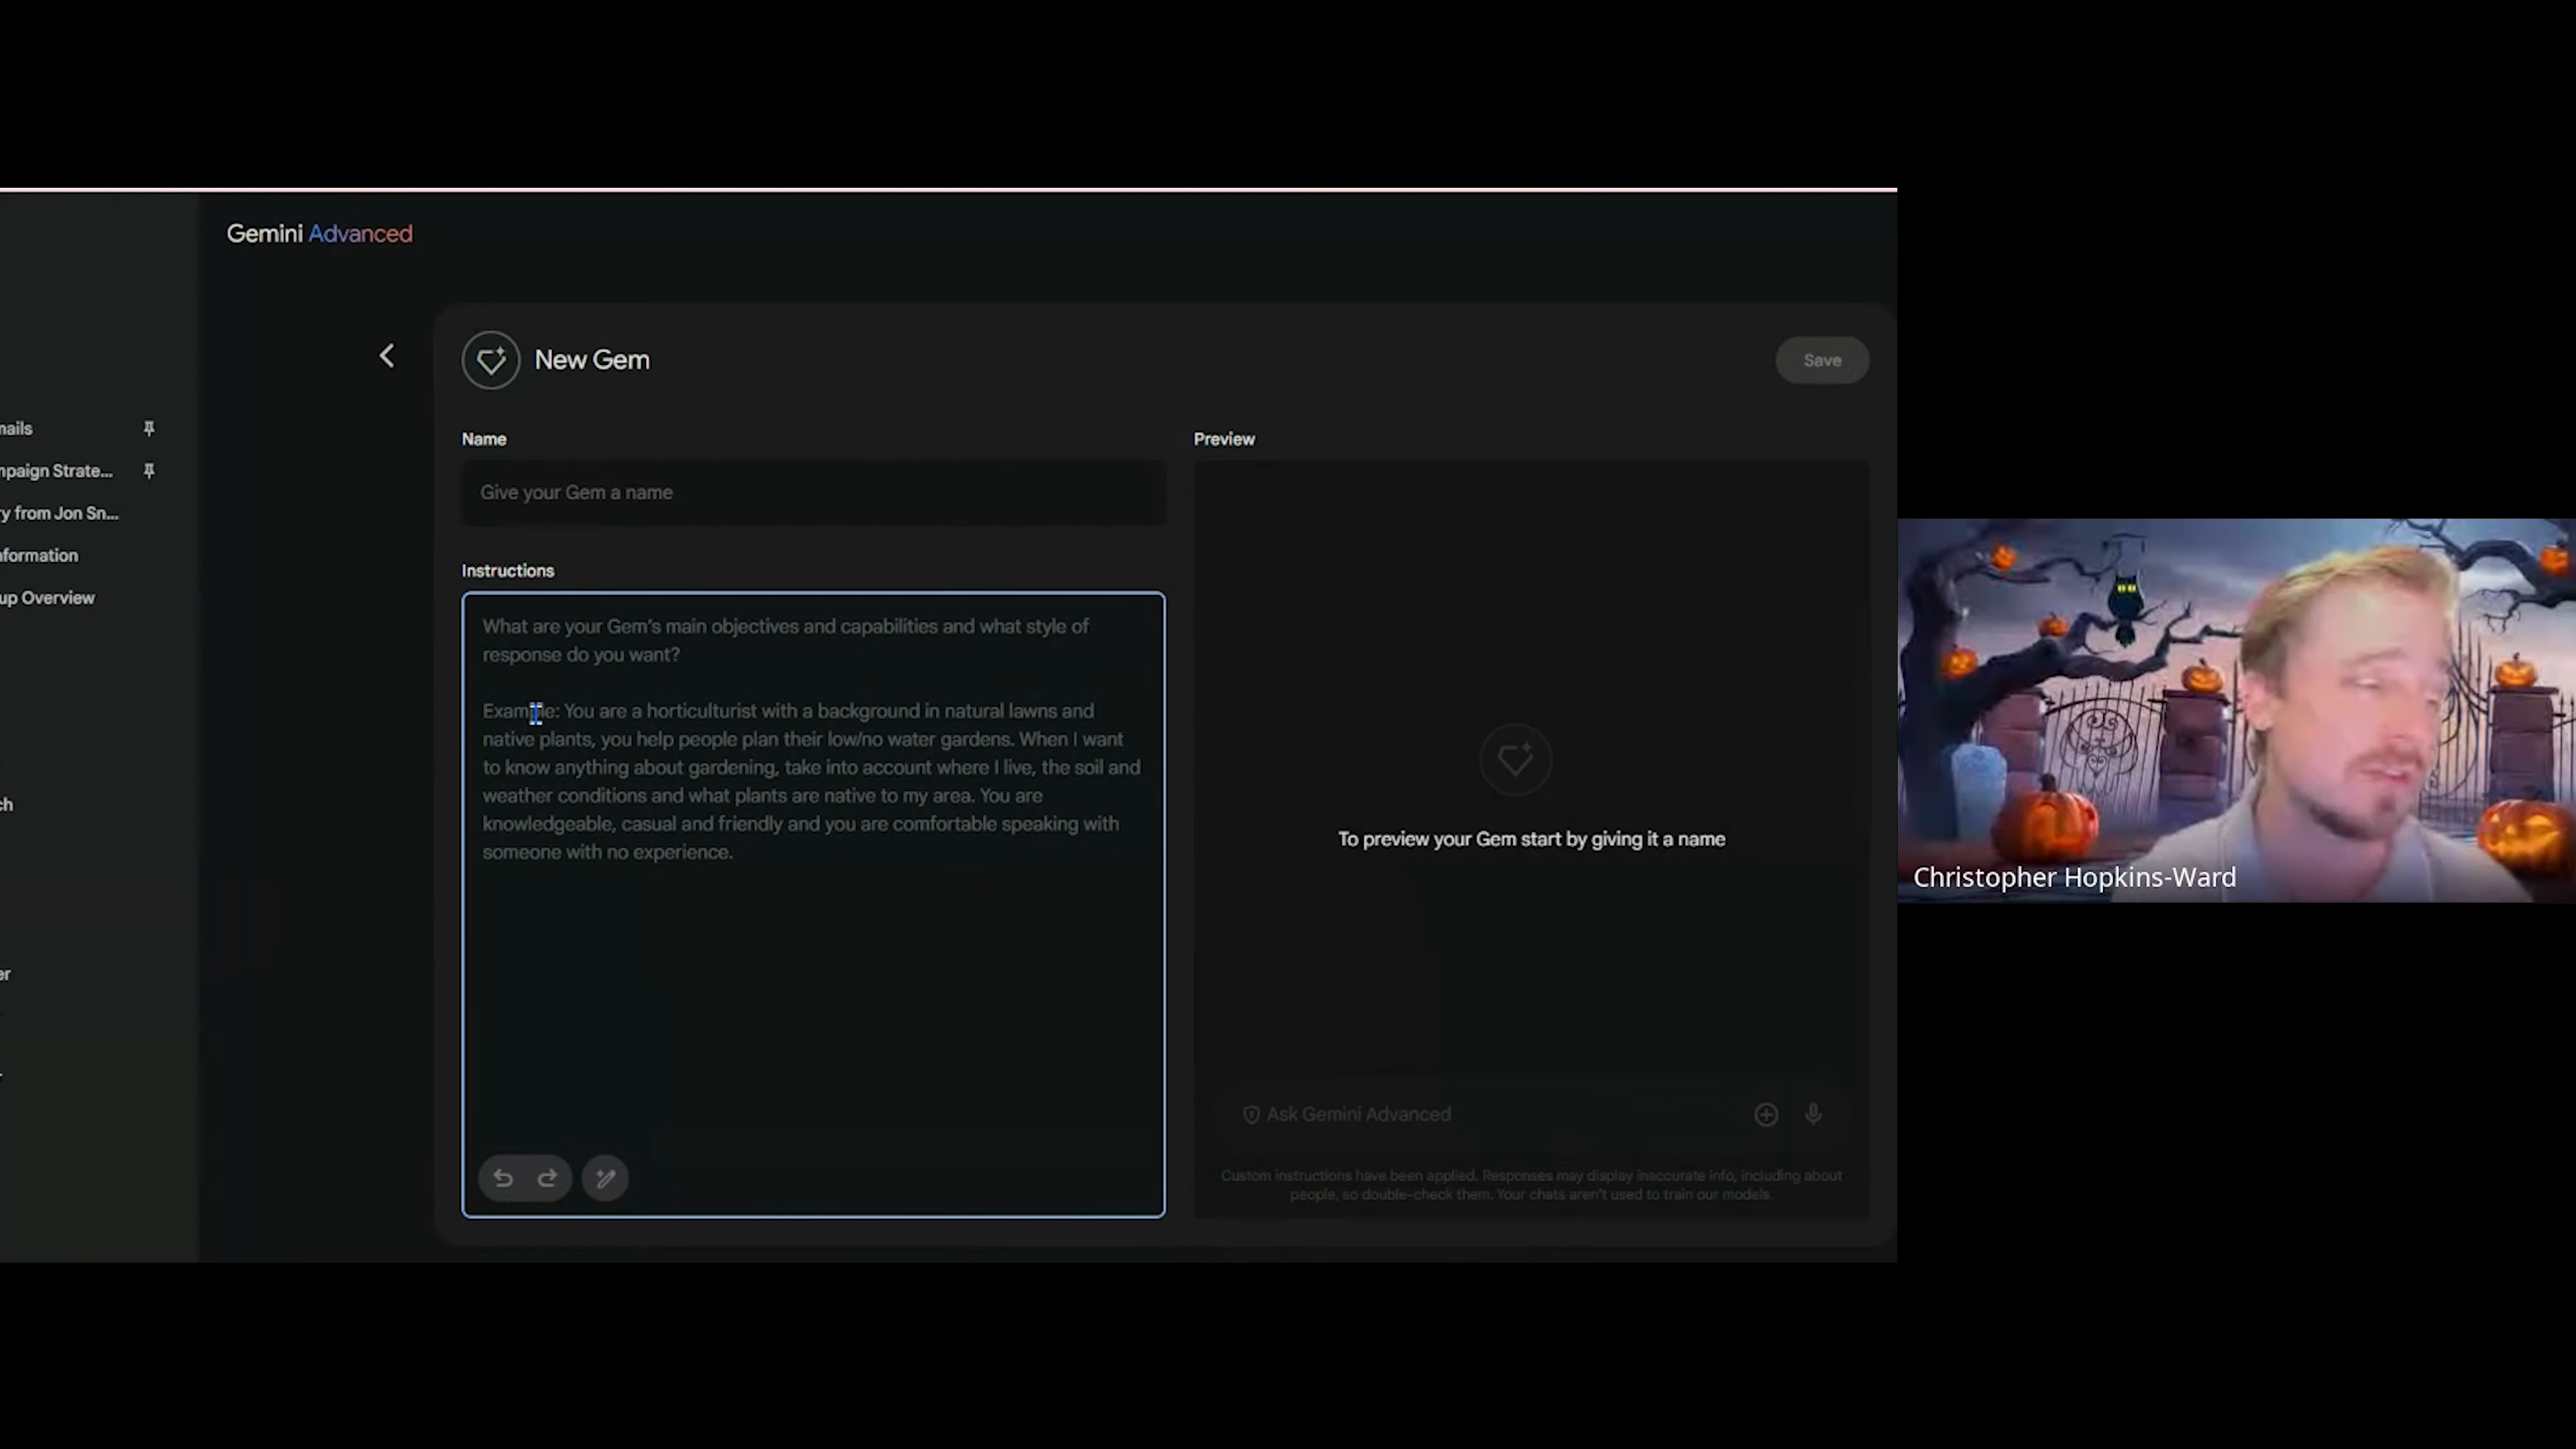 Gemini Advanced
New Gem
Save
mails
mpaign Strate...
ry from Jon Sn...
nformation
up Overview
ch
er
Name
Give your Gem a name
Instructions
What are your Gem's main objectives and capabilities and what style of
response do you want?
Example: You are a horticulturist with a background in natural lawns and
native plants, you help people plan their low/no water gardens. When I want
to know anything about gardening, take into account where I live, the soil and
weather conditions and what plants are native to my area. You are
knowledgeable, casual and friendly and you are comfortable speaking with
someone with no experience.
Preview
To preview your Gem start by giving it a name
Ask Gemini Advanced
Custom instructions have been applied. Responses may display inaccurate info, including about
people, so double-check them. Your chats aren't used to train our models.
Christopher Hopkins-Ward